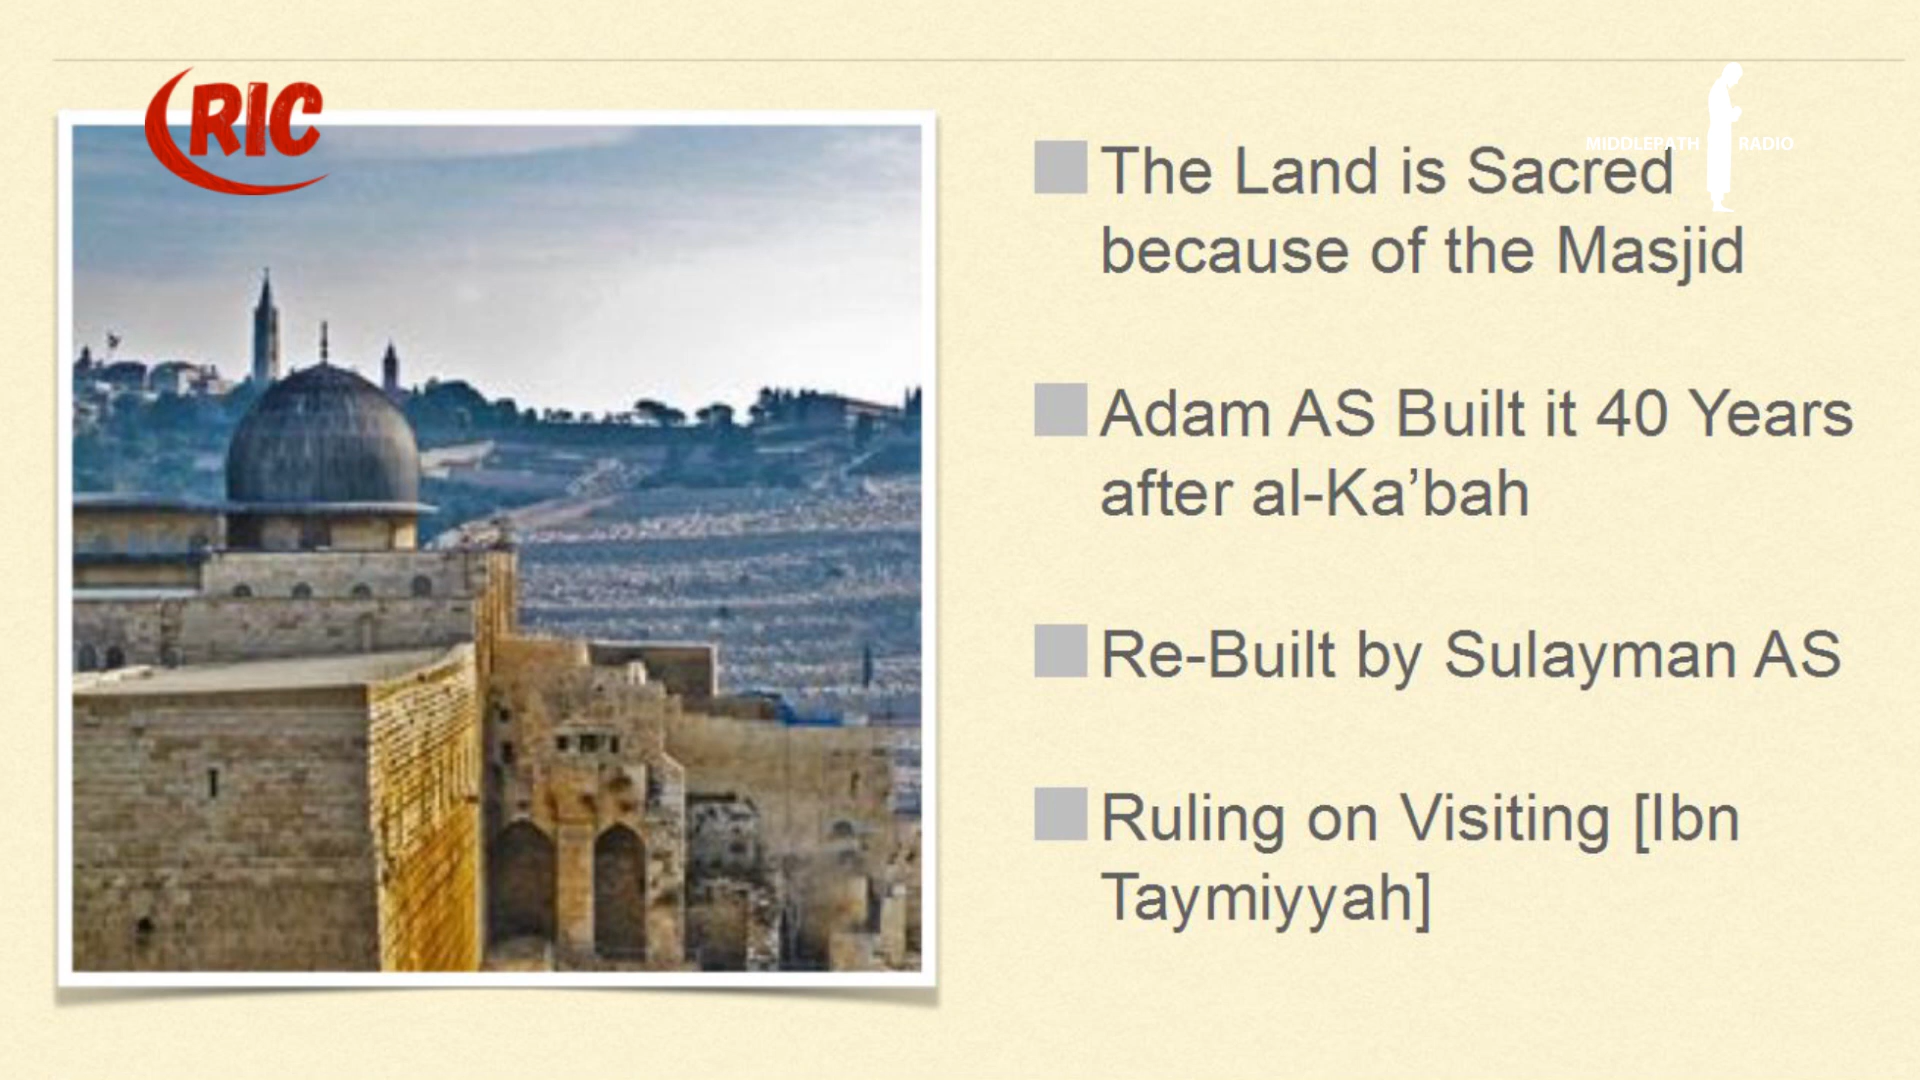 RIC
MIDDLEPATH RADIO
The Land is Sacred
because of the Masjid
Adam AS Built it 40 Years
after al-Ka’bah
Re-Built by Sulayman AS
Ruling on Visiting [Ibn
Taymiyyah]